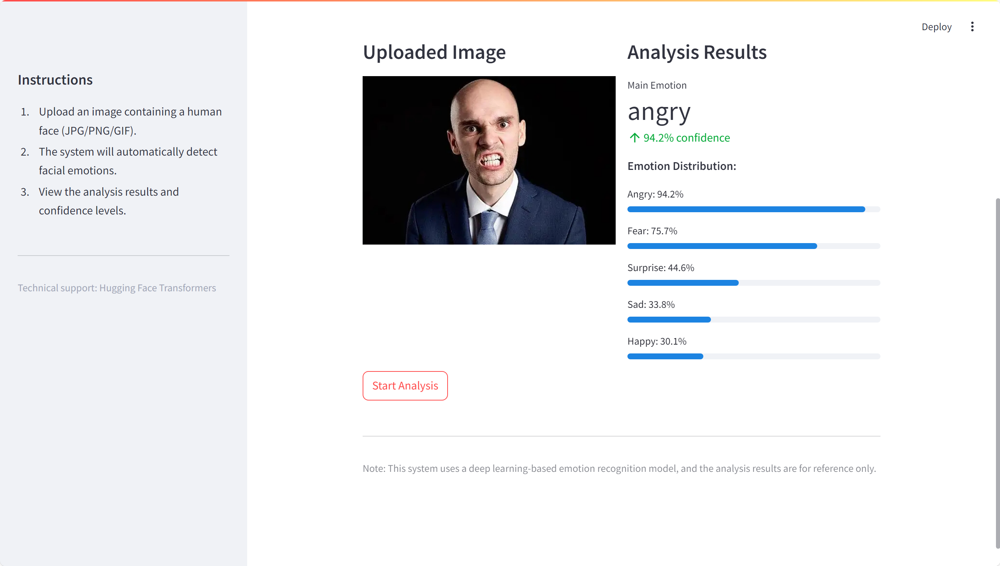 Deploy
Instructions
1. Upload an image containing a human
face (JPG/PNG/GIF).
2. The system will automatically detect
facial emotions.
3. View the analysis results and
confidence levels.
Technical support: Hugging Face Transformers
Uploaded Image
Analysis Results
Main Emotion
angry
↑ 94.2% confidence
Emotion Distribution:
Angry: 94.2%
Fear: 75.7%
Surprise: 44.6%
Sad: 33.8%
Happy: 30.1%
Start Analysis
Note: This system uses a deep learning-based emotion recognition model, and the analysis results are for reference only.